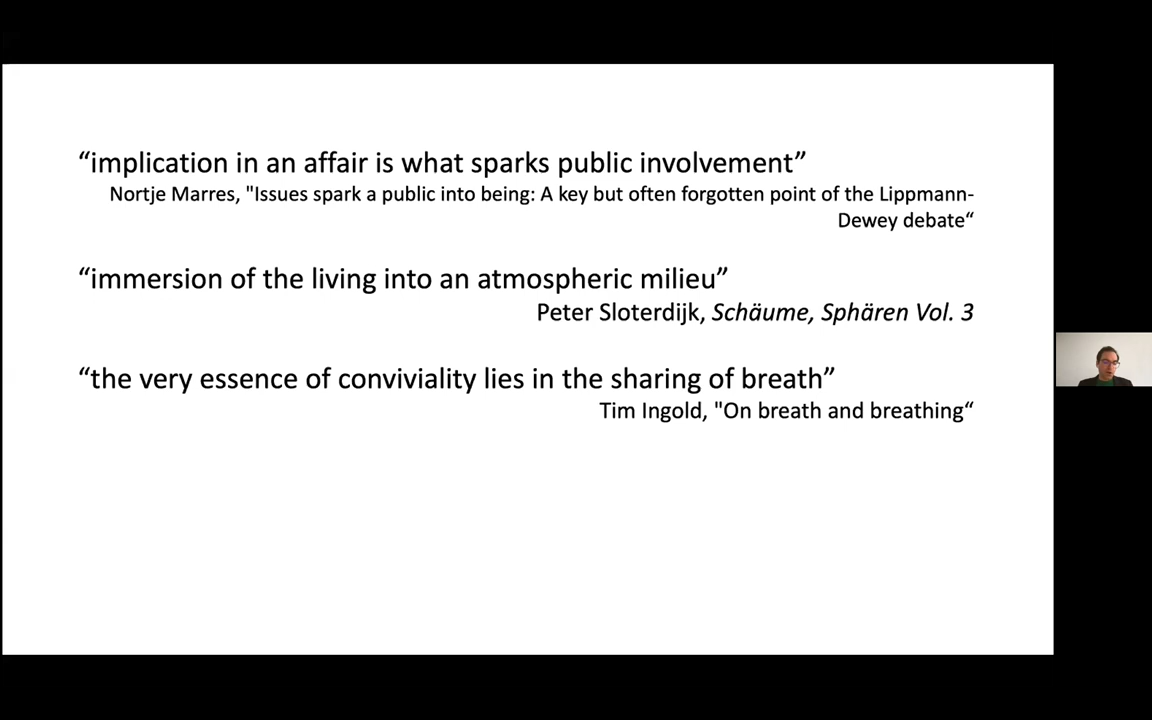 “implication in an affair is what sparks public involvement”
Nortje Marres, "Issues spark a public into being: A key but often forgotten point of the Lippmann-
Dewey debate“
“immersion of the living into an atmospheric milieu”
Peter Sloterdijk, Schäume, Sphären Vol. 3
“the very essence of conviviality lies in the sharing of breath”
Tim Ingold, "On breath and breathing“